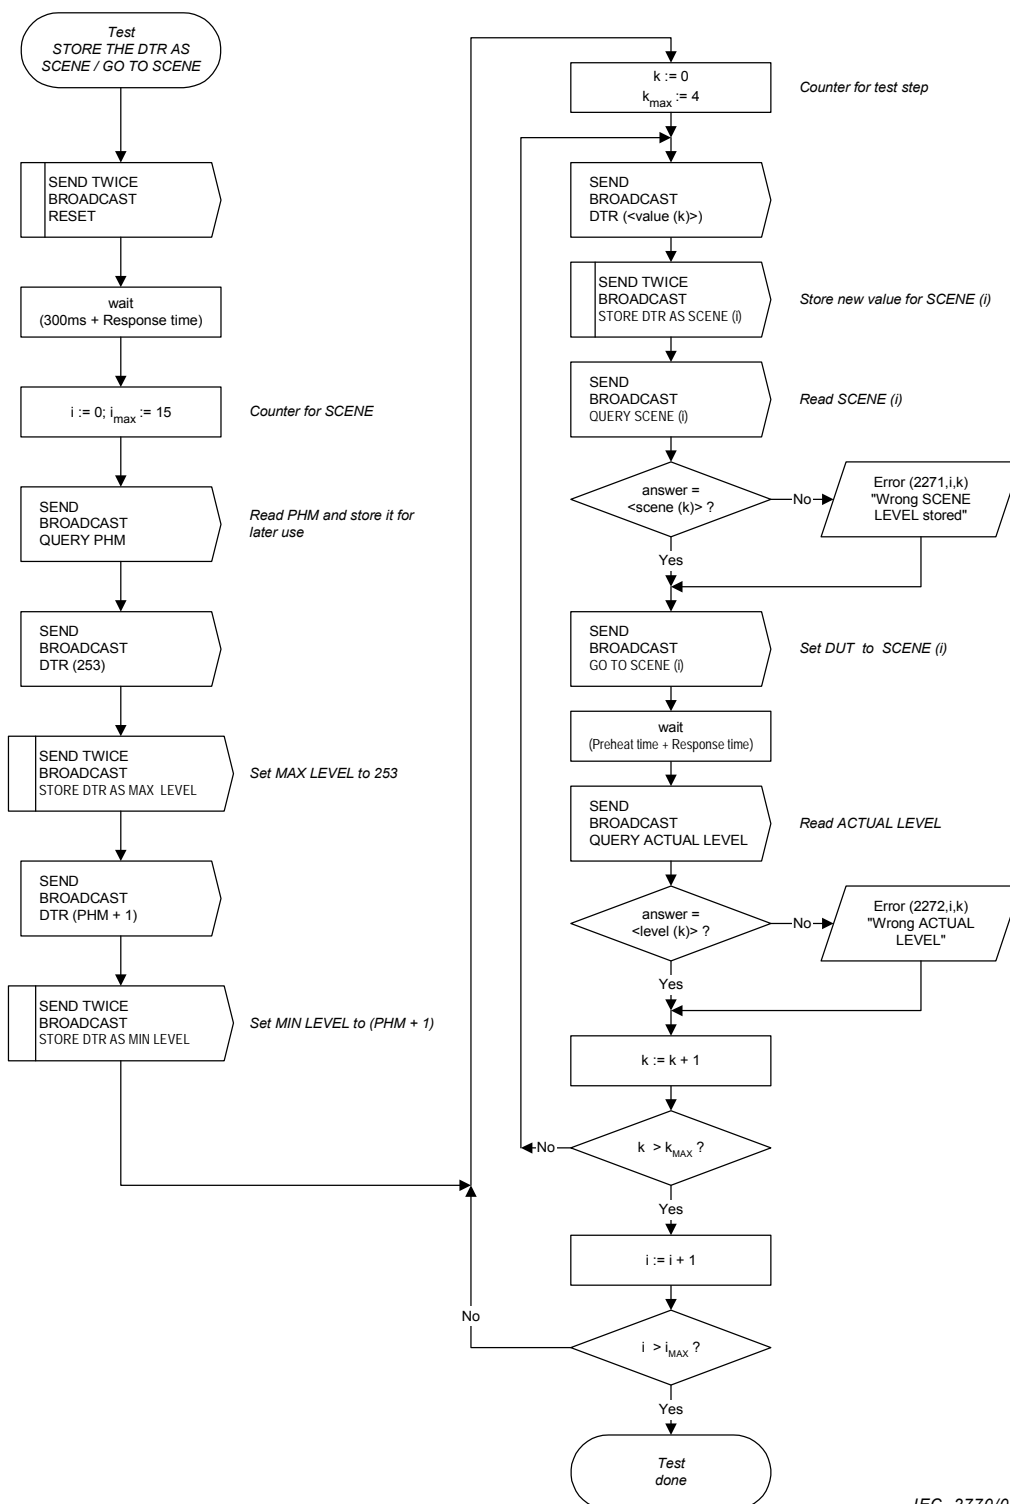 Test
STORE THE DTR AS
SCENE / GO TO SCENE
SEND TWICE
BROADCAST
RESET
wait
(300ms + Response time)
i := 0; imax := 15
Counter for SCENE
SEND
BROADCAST
QUERY PHM
Read PHM and store it for
later use
SEND
BROADCAST
DTR (253)
SEND TWICE
BROADCAST
STORE DTR AS MAX LEVEL
Set MAX LEVEL to 253
SEND
BROADCAST
DTR (PHM + 1)
SEND TWICE
BROADCAST
STORE DTR AS MIN LEVEL
Set MIN LEVEL to (PHM + 1)
k := 0
kmax := 4
Counter for test step
SEND
BROADCAST
DTR (<value (k)>)
SEND TWICE
BROADCAST
STORE DTR AS SCENE (i)
Store new value for SCENE (i)
SEND
BROADCAST
QUERY SCENE (i)
Read SCENE (i)
answer =
<scene (k)> ?
No
Error (2271,i,k)
"Wrong SCENE
LEVEL stored"
Yes
SEND
BROADCAST
GO TO SCENE (i)
Set DUT to SCENE (i)
wait
(Preheat time + Response time)
SEND
BROADCAST
QUERY ACTUAL LEVEL
Read ACTUAL LEVEL
answer =
<level (k)> ?
No
Error (2272,i,k)
"Wrong ACTUAL
LEVEL"
Yes
k := k + 1
k > kMAX ?
No
Yes
i := i + 1
i > iMAX ?
No
Yes
Test
done